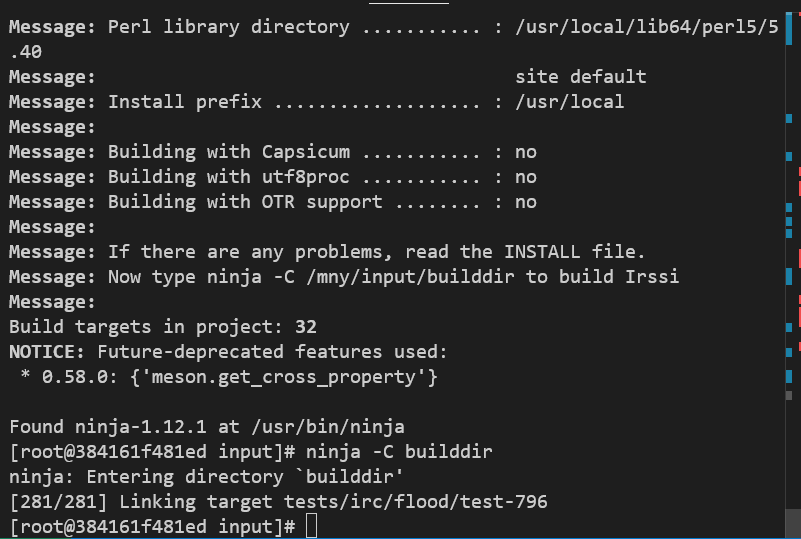 Message: Perl library directory ........... : /usr/local/lib64/perl5/5
.40
Message:                                      site default
Message: Install prefix ................... : /usr/local
Message:
Message: Building with Capsicum ........... : no
Message: Building with utf8proc ........... : no
Message: Building with OTR support ........ : no
Message:
Message: If there are any problems, read the INSTALL file.
Message: Now type ninja -C /mny/input/builddir to build Irssi
Message:
Build targets in project: 32
NOTICE: Future-deprecated features used:
 * 0.58.0: {'meson.get_cross_property'}
Found ninja-1.12.1 at /usr/bin/ninja
[root@384161f481ed input]# ninja -C builddir
ninja: Entering directory `builddir'
[281/281] Linking target tests/irc/flood/test-796
[root@384161f481ed input]#